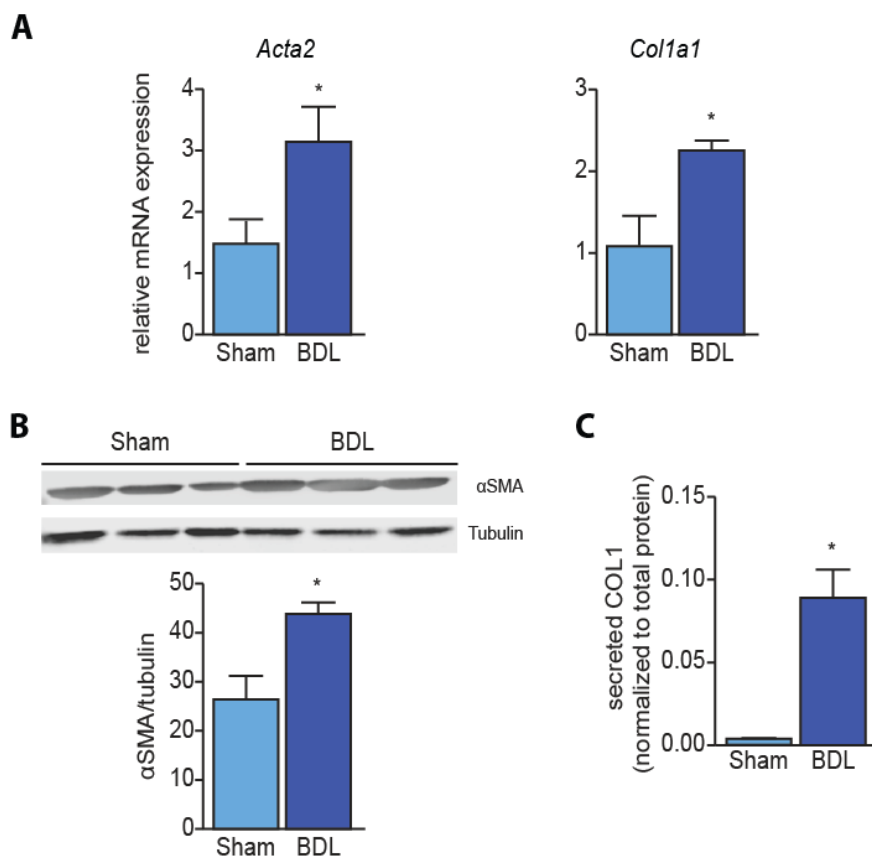 A
Acta2
relative mRNA expression
4
3
2
1
0
*
Sham BDL
Col1a1
3
2
1
0
*
Sham BDL
B
Sham BDL
αSMA
Tubulin
αSMA/tubulin
50
40
30
20
10
0
*
Sham BDL
C
secreted COL1
(normalized to total protein)
0.15
0.10
0.05
0.00
*
Sham BDL